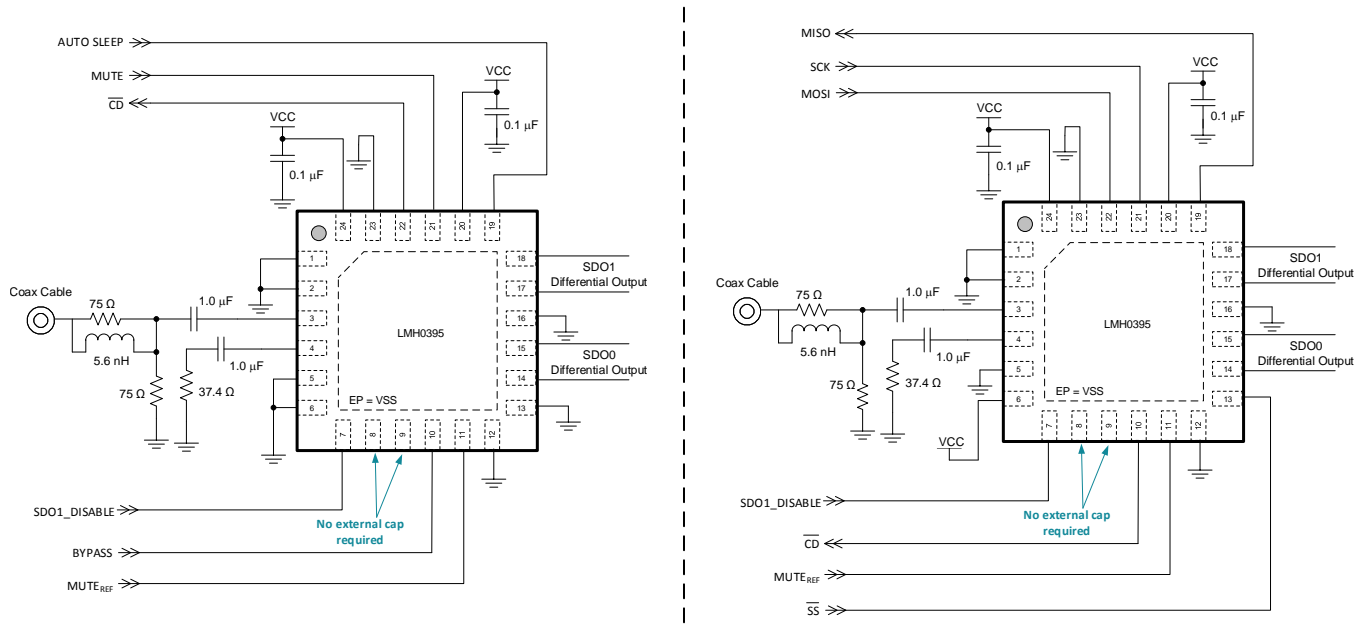 AUTO SLEEP
MUTE
CD
VCC
0.1 μF
VCC
0.1 μF
24
23
22
21
20
19
1
2
3
4
5
6
18
17
16
15
14
13
7
8
9
10
11
12
LMH0395
EP = VSS
SDO1
Differential Output
SDO0
Differential Output
Coax Cable
75 Ω
5.6 nH
75 Ω
1.0 μF
1.0 μF
37.4 Ω
No external cap
required
SDO1_DISABLE
BYPASS
MUTEREF
MISO
SCK
MOSI
VCC
0.1 μF
VCC
0.1 μF
24
23
22
21
20
19
1
2
3
4
5
6
18
17
16
15
14
13
7
8
9
10
11
12
LMH0395
EP = VSS
SDO1
Differential Output
SDO0
Differential Output
Coax Cable
75 Ω
5.6 nH
75 Ω
1.0 μF
1.0 μF
37.4 Ω
VCC
No external cap
required
SDO1_DISABLE
CD
MUTEREF
SS